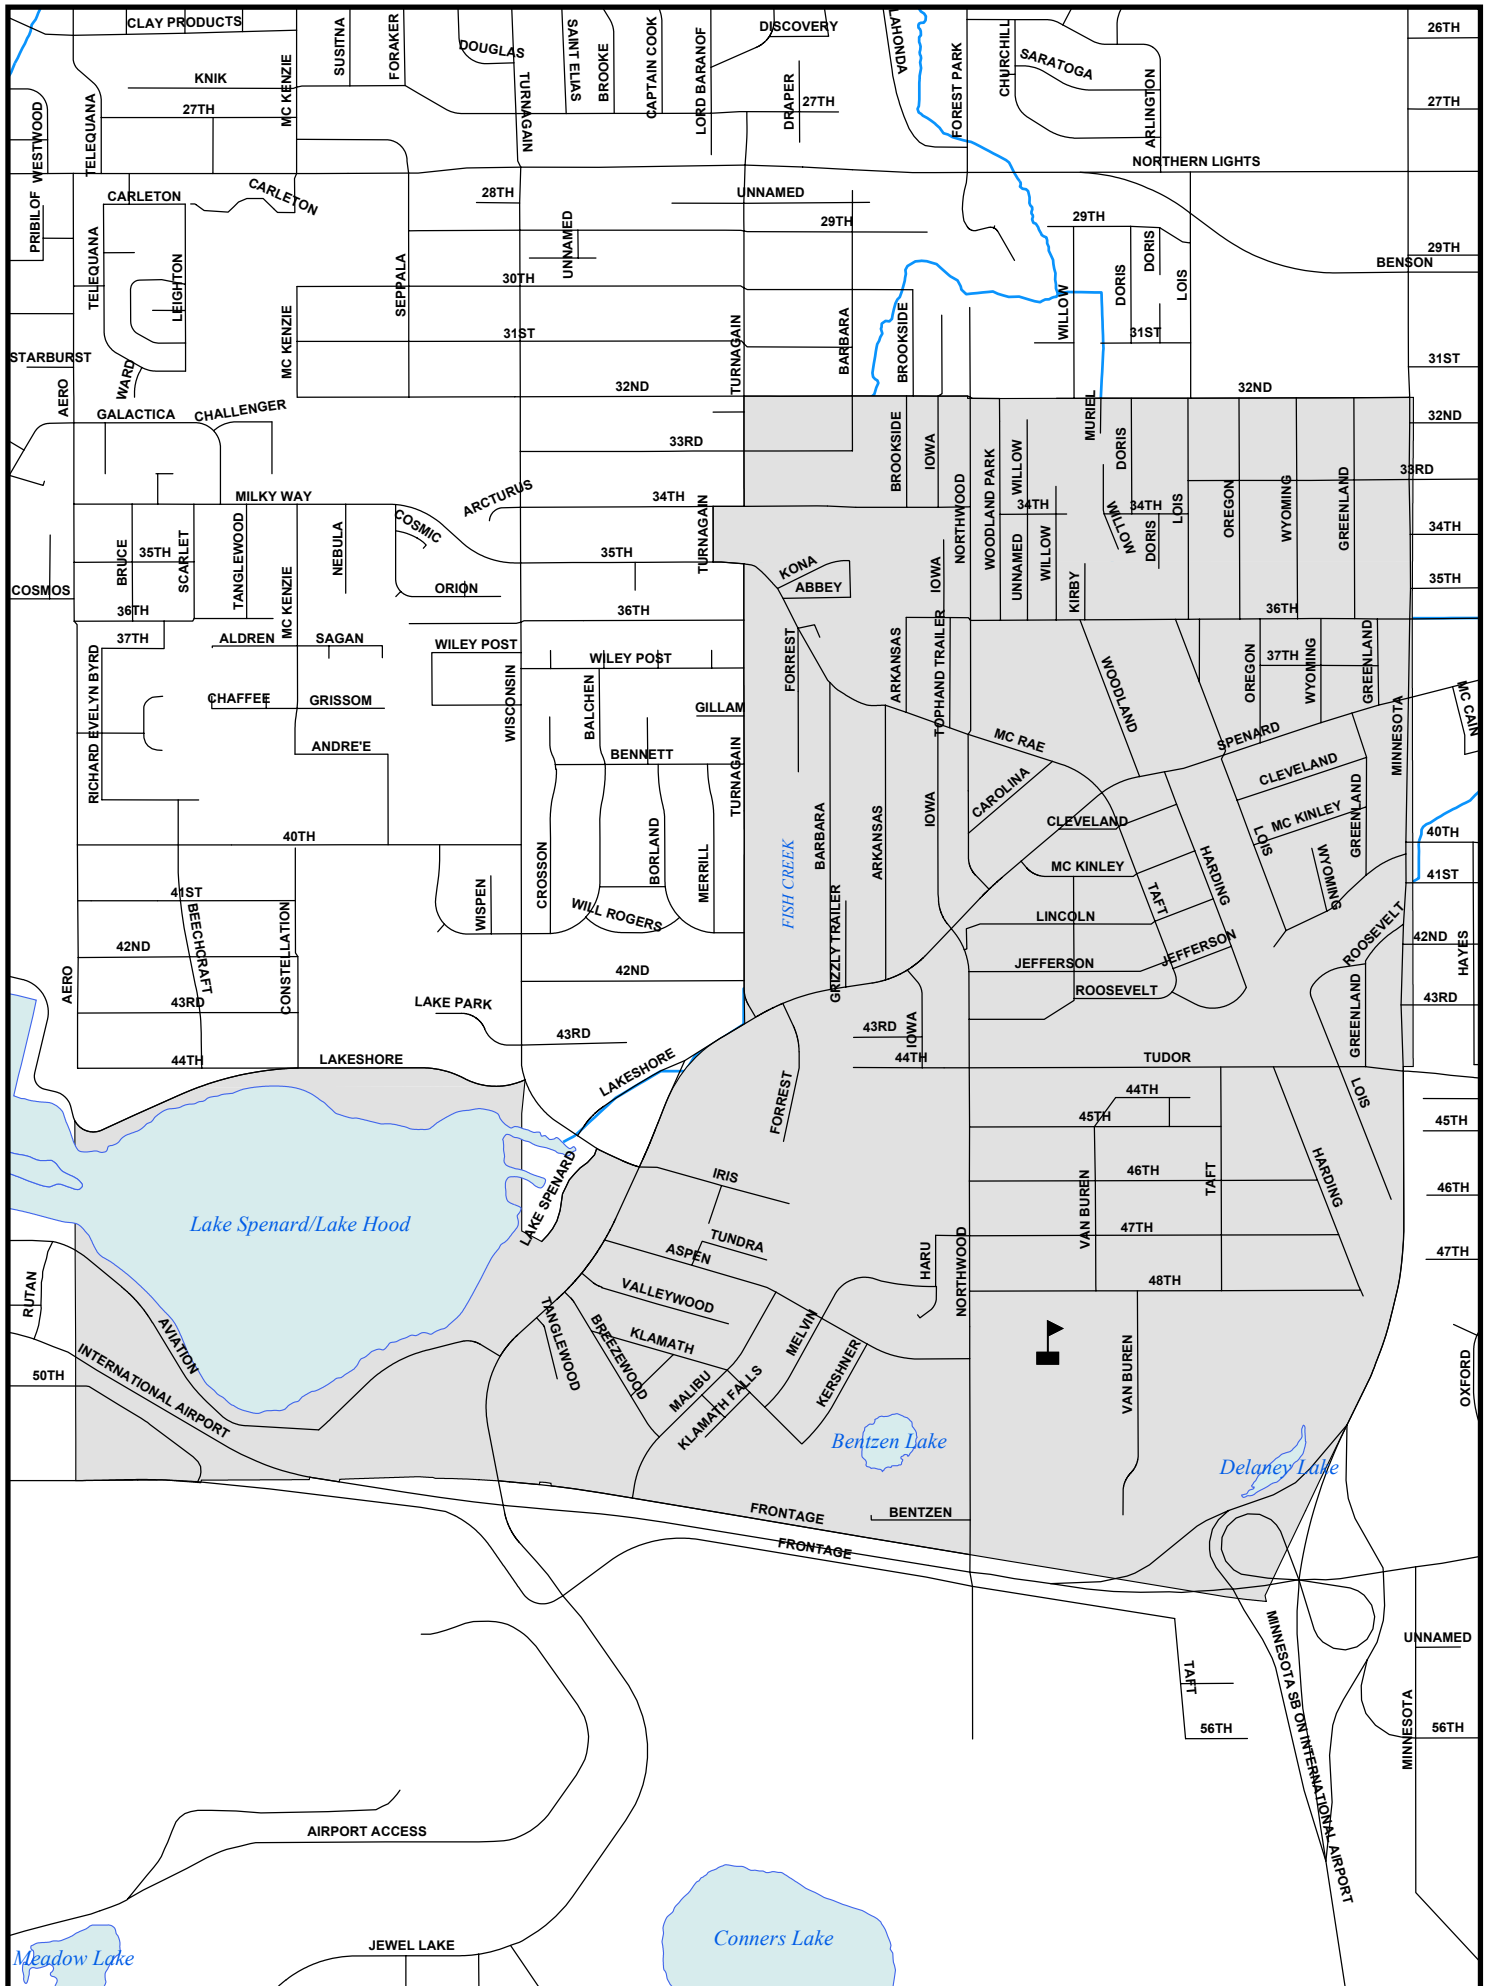 CLAY PRODUCTS
SUSITNA
FORAKER
DOUGLAS
SAINT ELIAS
BROOKE
CAPTAIN COOK
LORD BARANOF
DISCOVERY
LAHONDA
FOREST PARK
CHURCHILL
SARATOGA
ARLINGTON
26TH
KNIK
27TH
MC KENZIE
TURNAGAIN
DRAPER
27TH
27TH
WESTWOOD
TELEQUANA
NORTHERN LIGHTS
PRIBILOF
CARLETON
CARLETON
28TH
UNNAMED
29TH
29TH
UNNAMED
DORIS
29TH
BENSON
TELEQUANA
LEIGHTON
SEPPALA
30TH
DORIS
LOIS
WILLOW
MC KENZIE
31ST
TURNAGAIN
BARBARA
BROOKSIDE
31ST
31ST
STARBURST
WARD
AERO
32ND
32ND
GALACTICA
CHALLENGER
MURIEL
32ND
33RD
BROOKSIDE
IOWA
WOODLAND PARK
WILLOW
DORIS
33RD
MILKY WAY
ARCTURUS
34TH
TURNAGAIN
NORTHWOOD
34TH
WILLOW
34TH
LOIS
OREGON
WYOMING
GREENLAND
34TH
COSMIC
BRUCE
35TH
SCARLET
TANGLEWOOD
MC KENZIE
NEBULA
35TH
KONA
ABBEY
IOWA
UNNAMED
WILLOW
KIRBY
DORIS
35TH
COSMOS
ORION
36TH
36TH
36TH
37TH
ALDREN
SAGAN
WILEY POST
WILEY POST
FORREST
ARKANSAS
TOPHAND TRAILER
WOODLAND
OREGON
37TH
WYOMING
GREENLAND
RICHARD EVELYN BYRD
CHAFFEE
GRISSOM
WISCONSIN
BALCHEN
GILLAM
MC CAIN
MINNESOTA
ANDRE'E
BENNETT
TURNAGAIN
MC RAE
SPENARD
CLEVELAND
CAROLINA
BARBARA
ARKANSAS
IOWA
CLEVELAND
MC KINLEY
LOIS
GREENLAND
40TH
40TH
CROSSON
BORLAND
MERRILL
FISH CREEK
MC KINLEY
HARDING
WYOMING
41ST
41ST
BEECHCRAFT
CONSTELLATION
WISPEN
WILL ROGERS
GRIZZLY TRAILER
LINCOLN
TAFT
ROOSEVELT
42ND
42ND
HAYES
42ND
AERO
JEFFERSON
JEFFERSON
43RD
LAKE PARK
ROOSEVELT
GREENLAND
43RD
43RD
43RD
IOWA
44TH
LAKESHORE
LAKESHORE
44TH
TUDOR
FORREST
44TH
LOIS
45TH
45TH
LAKE SPENARD
IRIS
VAN BUREN
46TH
TAFT
HARDING
46TH
Lake Spenard/Lake Hood
TUNDRA
ASPEN
HARU
NORTHWOOD
47TH
47TH
RUTAN
VALLEYWOOD
48TH
AVIATION
TANGLEWOOD
BREEZEWOOD
KLAMATH
MELVIN
KERSHNER
VAN BUREN
OXFORD
50TH
INTERNATIONAL AIRPORT
MALIBU
KLAMATH FALLS
Bentzen Lake
Delaney Lake
FRONTAGE
BENTZEN
FRONTAGE
MINNESOTA SB ON INTERNATIONAL AIRPORT
UNNAMED
TAFT
56TH
MINNESOTA
56TH
AIRPORT ACCESS
Meadow Lake
JEWEL LAKE
Conners Lake